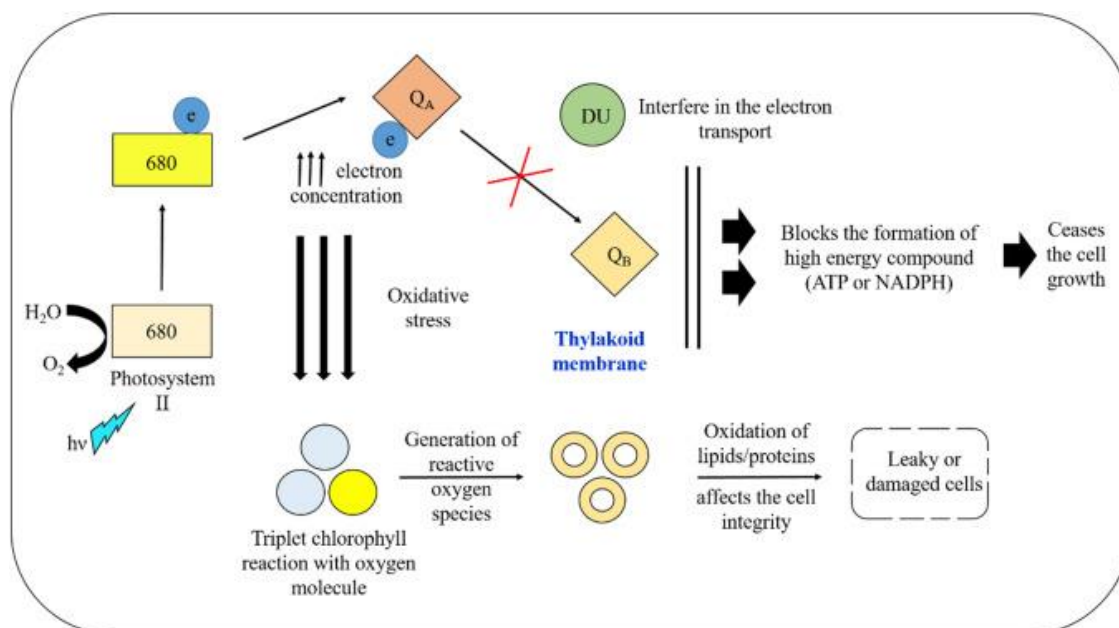 e
680
H2O
680
O2
Photosystem
II
hν
QA
e
electron
concentration
Oxidative
stress
DU
Interfere in the electron
transport
QB
Thylakoid
membrane
Blocks the formation of
high energy compound
(ATP or NADPH)
Ceases
the cell
growth
Triplet chlorophyll
reaction with oxygen
molecule
Generation of
reactive
oxygen
species
Oxidation of
lipids/proteins
affects the cell
integrity
Leaky or
damaged cells